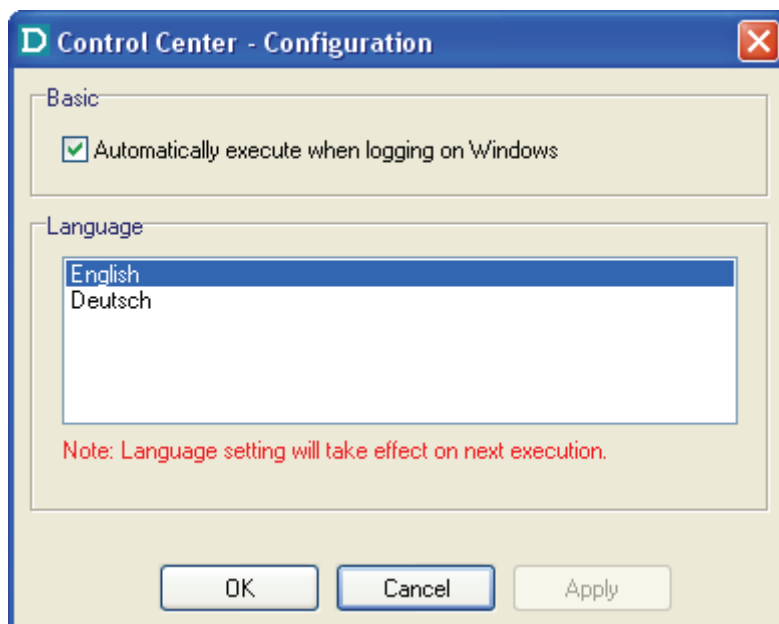 D Control Center - Configuration
Basic
Automatically execute when logging on Windows
Language
English
Deutsch
Note: Language setting will take effect on next execution.
OK Cancel Apply